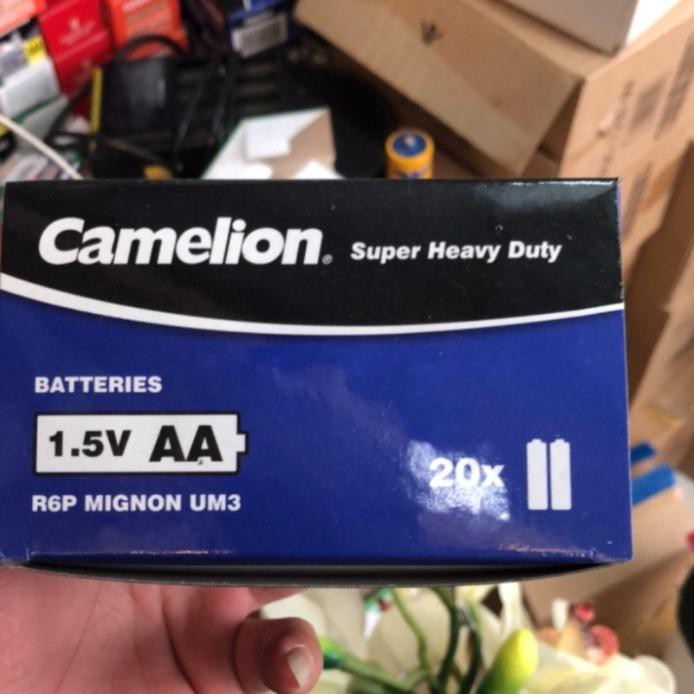 Camelion® Super Heavy Duty
BATTERIES
1.5V AA
20x
R6P MIGNON UM3